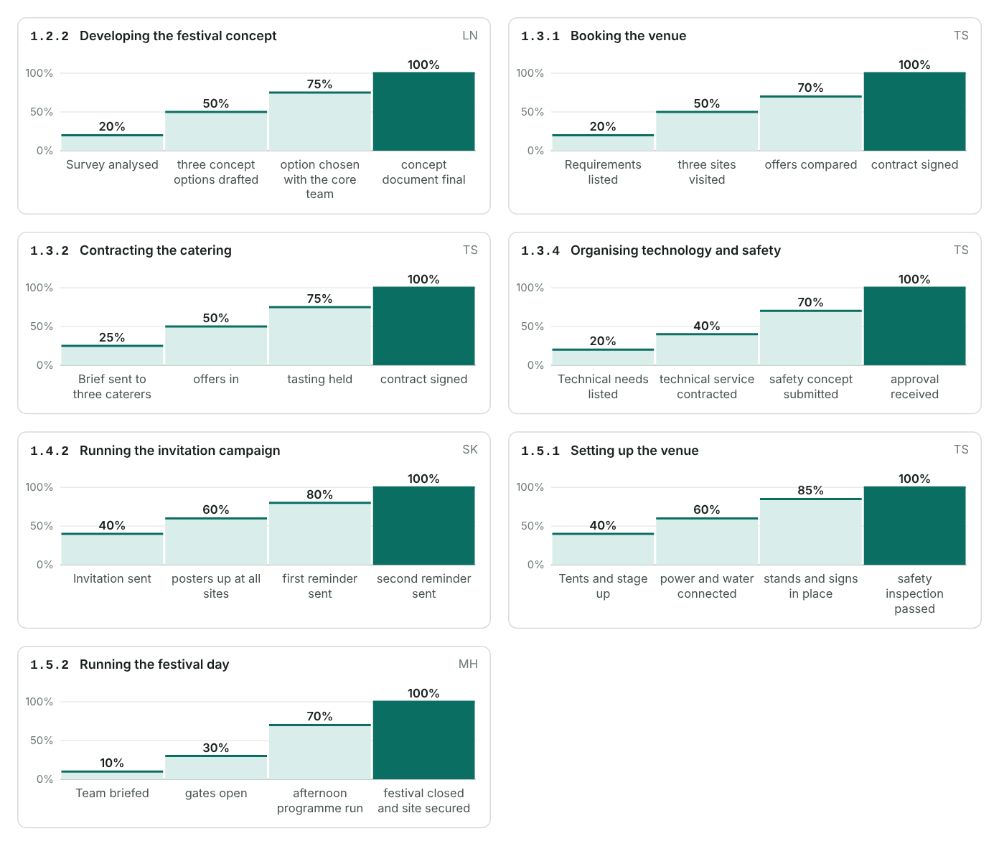 1.2.2 Developing the festival concept LN
100%
50%
0%
20%
50%
75%
100%
Survey analysed
three concept
options drafted
option chosen
with the core
team
concept
document final
1.3.1 Booking the venue TS
100%
50%
0%
20%
50%
70%
100%
Requirements
listed
three sites
visited
offers compared
contract signed
1.3.2 Contracting the catering TS
100%
50%
0%
25%
50%
75%
100%
Brief sent to
three caterers
offers in
tasting held
contract signed
1.3.4 Organising technology and safety TS
100%
50%
0%
20%
40%
70%
100%
Technical needs
listed
technical service
contracted
safety concept
submitted
approval
received
1.4.2 Running the invitation campaign SK
100%
50%
0%
40%
60%
80%
100%
Invitation sent
posters up at all
sites
first reminder
sent
second reminder
sent
1.5.1 Setting up the venue TS
100%
50%
0%
40%
60%
85%
100%
Tents and stage
up
power and water
connected
stands and signs
in place
safety
inspection
passed
1.5.2 Running the festival day MH
100%
50%
0%
10%
30%
70%
100%
Team briefed
gates open
afternoon
programme run
festival closed
and site secured